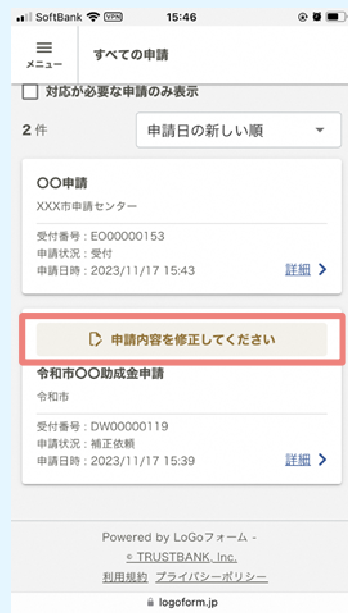 SoftBank VPN 15:46
メニュー
すべての申請
対応が必要な申請のみ表示
2 件
申請日の新しい順
〇〇申請
XXX市申請センター
受付番号：EO00000153
申請状況：受付
申請日時：2023/11/17 15:43
詳細
申請内容を修正してください
令和市〇〇助成金申請
令和市
受付番号：DW00000119
申請状況：補正依頼
申請日時：2023/11/17 15:39
詳細
Powered by LoGoフォーム -
© TRUSTBANK, Inc.
利用規約 プライバシーポリシー
logoform.jp